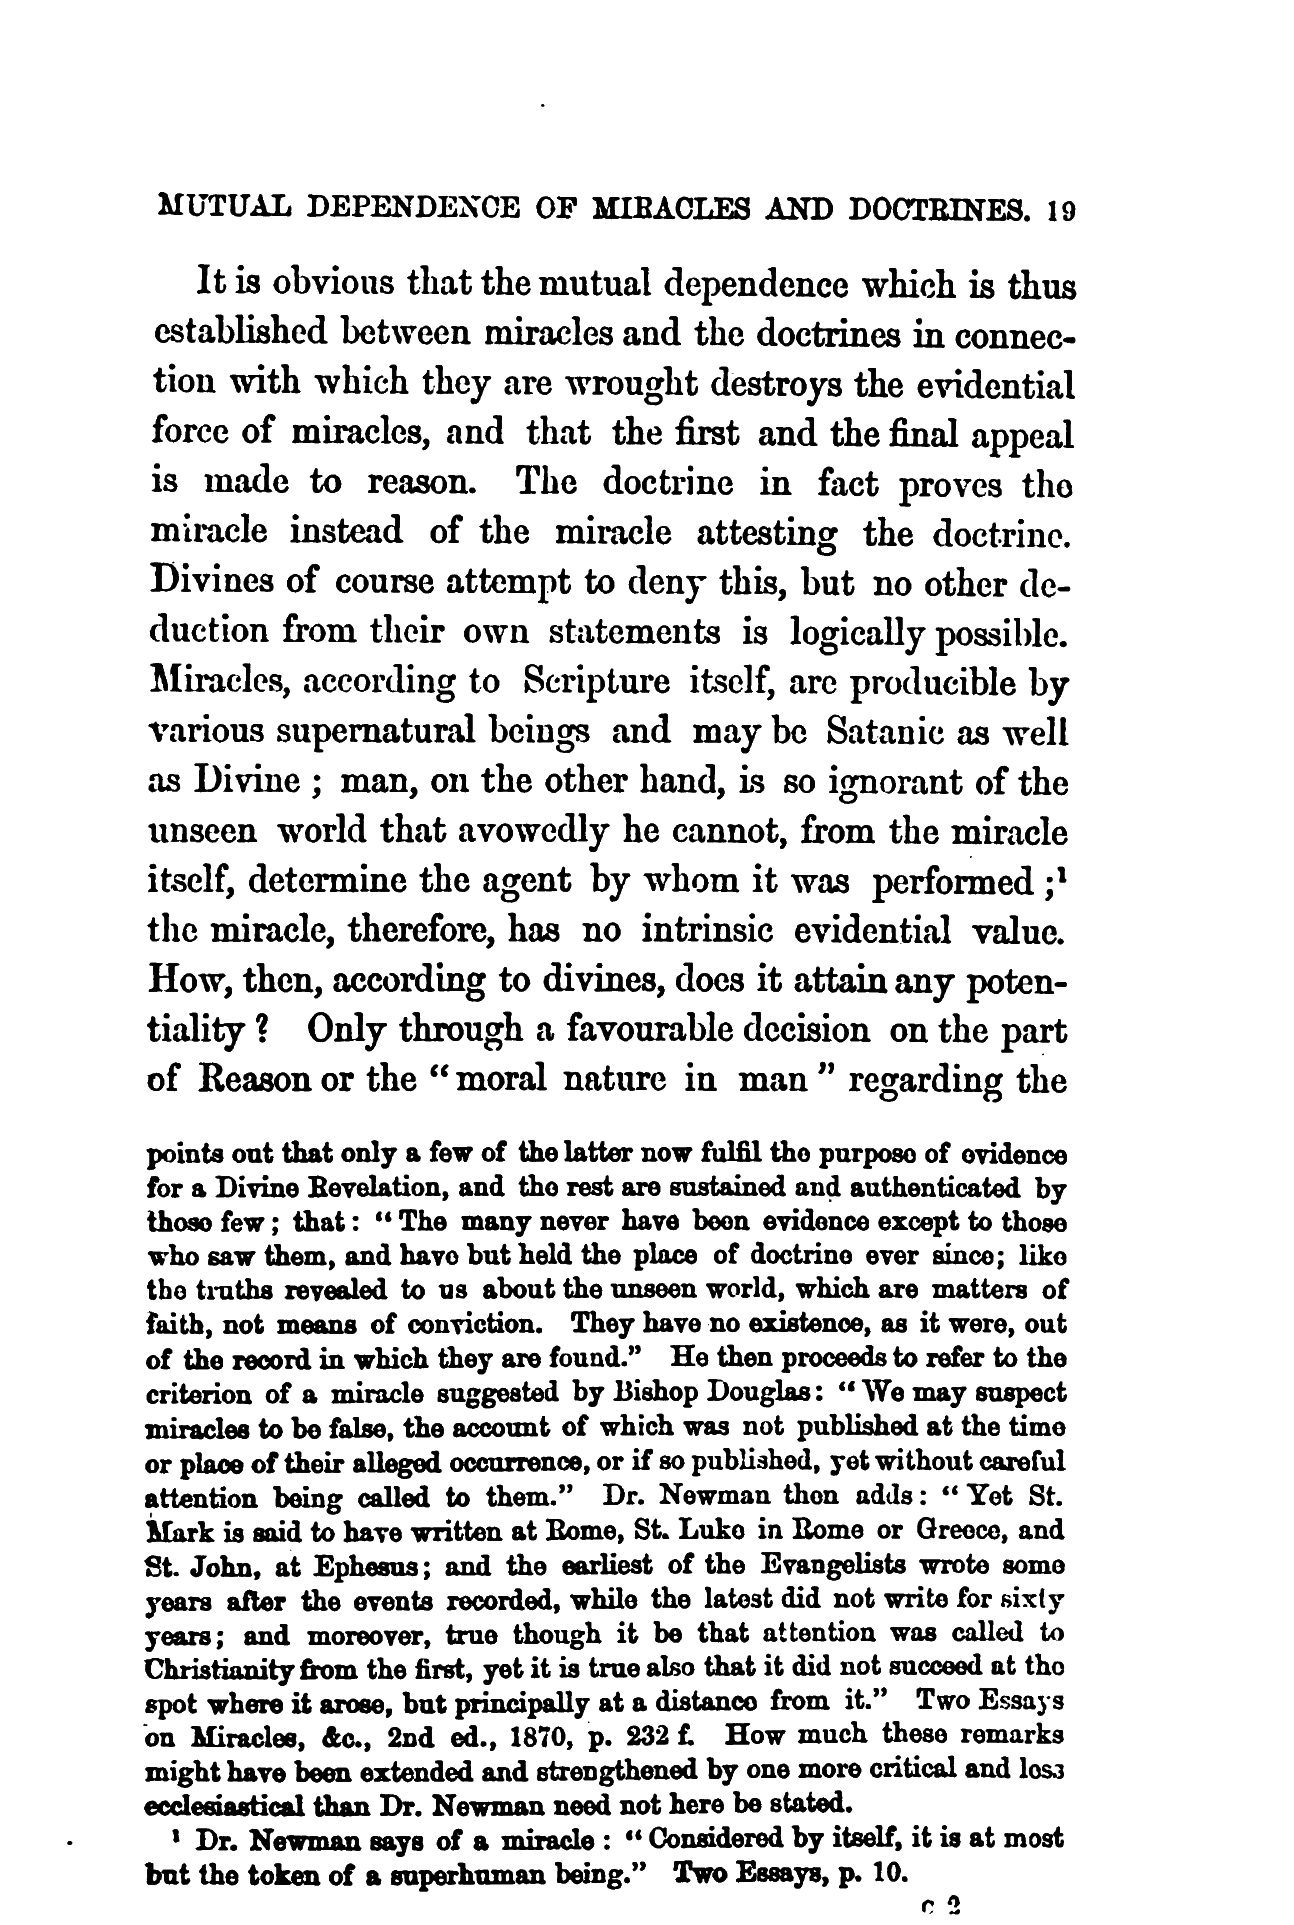 MUTUAL DEPENDENCE OF MIRACLES AND DOCTRINES. 19
It is obvious that the mutual dependence which is thus
established between miracles and the doctrines in connec-
tion with which they are wrought destroys the evidential
force of miracles, and that the first and the final appeal
is made to reason. The doctrine in fact proves the
miracle instead of the miracle attesting the doctrine.
Divines of course attempt to deny this, but no other de-
duction from their own statements is logically possible.
Miracles, according to Scripture itself, are producible by
various supernatural beings and may be Satanic as well
as Divine ; man, on the other hand, is so ignorant of the
unseen world that avowedly he cannot, from the miracle
itself, determine the agent by whom it was performed ;¹
the miracle, therefore, has no intrinsic evidential value.
How, then, according to divines, does it attain any poten-
tiality ? Only through a favourable decision on the part
of Reason or the “moral nature in man” regarding the
points out that only a few of the latter now fulfil the purpose of evidence
for a Divine Revelation, and the rest are sustained and authenticated by
those few ; that : “The many never have been evidence except to those
who saw them, and have but held the place of doctrine ever since; like
the truths revealed to us about the unseen world, which are matters of
faith, not means of conviction. They have no existence, as it were, out
of the record in which they are found.” He then proceeds to refer to the
criterion of a miracle suggested by Bishop Douglas: “We may suspect
miracles to be false, the account of which was not published at the time
or place of their alleged occurrence, or if so published, yet without careful
attention being called to them.” Dr. Newman then adds: “Yet St.
Mark is said to have written at Rome, St. Luke in Rome or Greece, and
St. John, at Ephesus; and the earliest of the Evangelists wrote some
years after the events recorded, while the latest did not write for sixty
years; and moreover, true though it be that attention was called to
Christianity from the first, yet it is true also that it did not succeed at the
spot where it arose, but principally at a distance from it.” Two Essays
on Miracles, &c., 2nd ed., 1870, p. 232 f. How much these remarks
might have been extended and strengthened by one more critical and less
ecclesiastical than Dr. Newman need not here be stated.
¹ Dr. Newman says of a miracle : “Considered by itself, it is at most
but the token of a superhuman being.” Two Essays, p. 10.
C 2